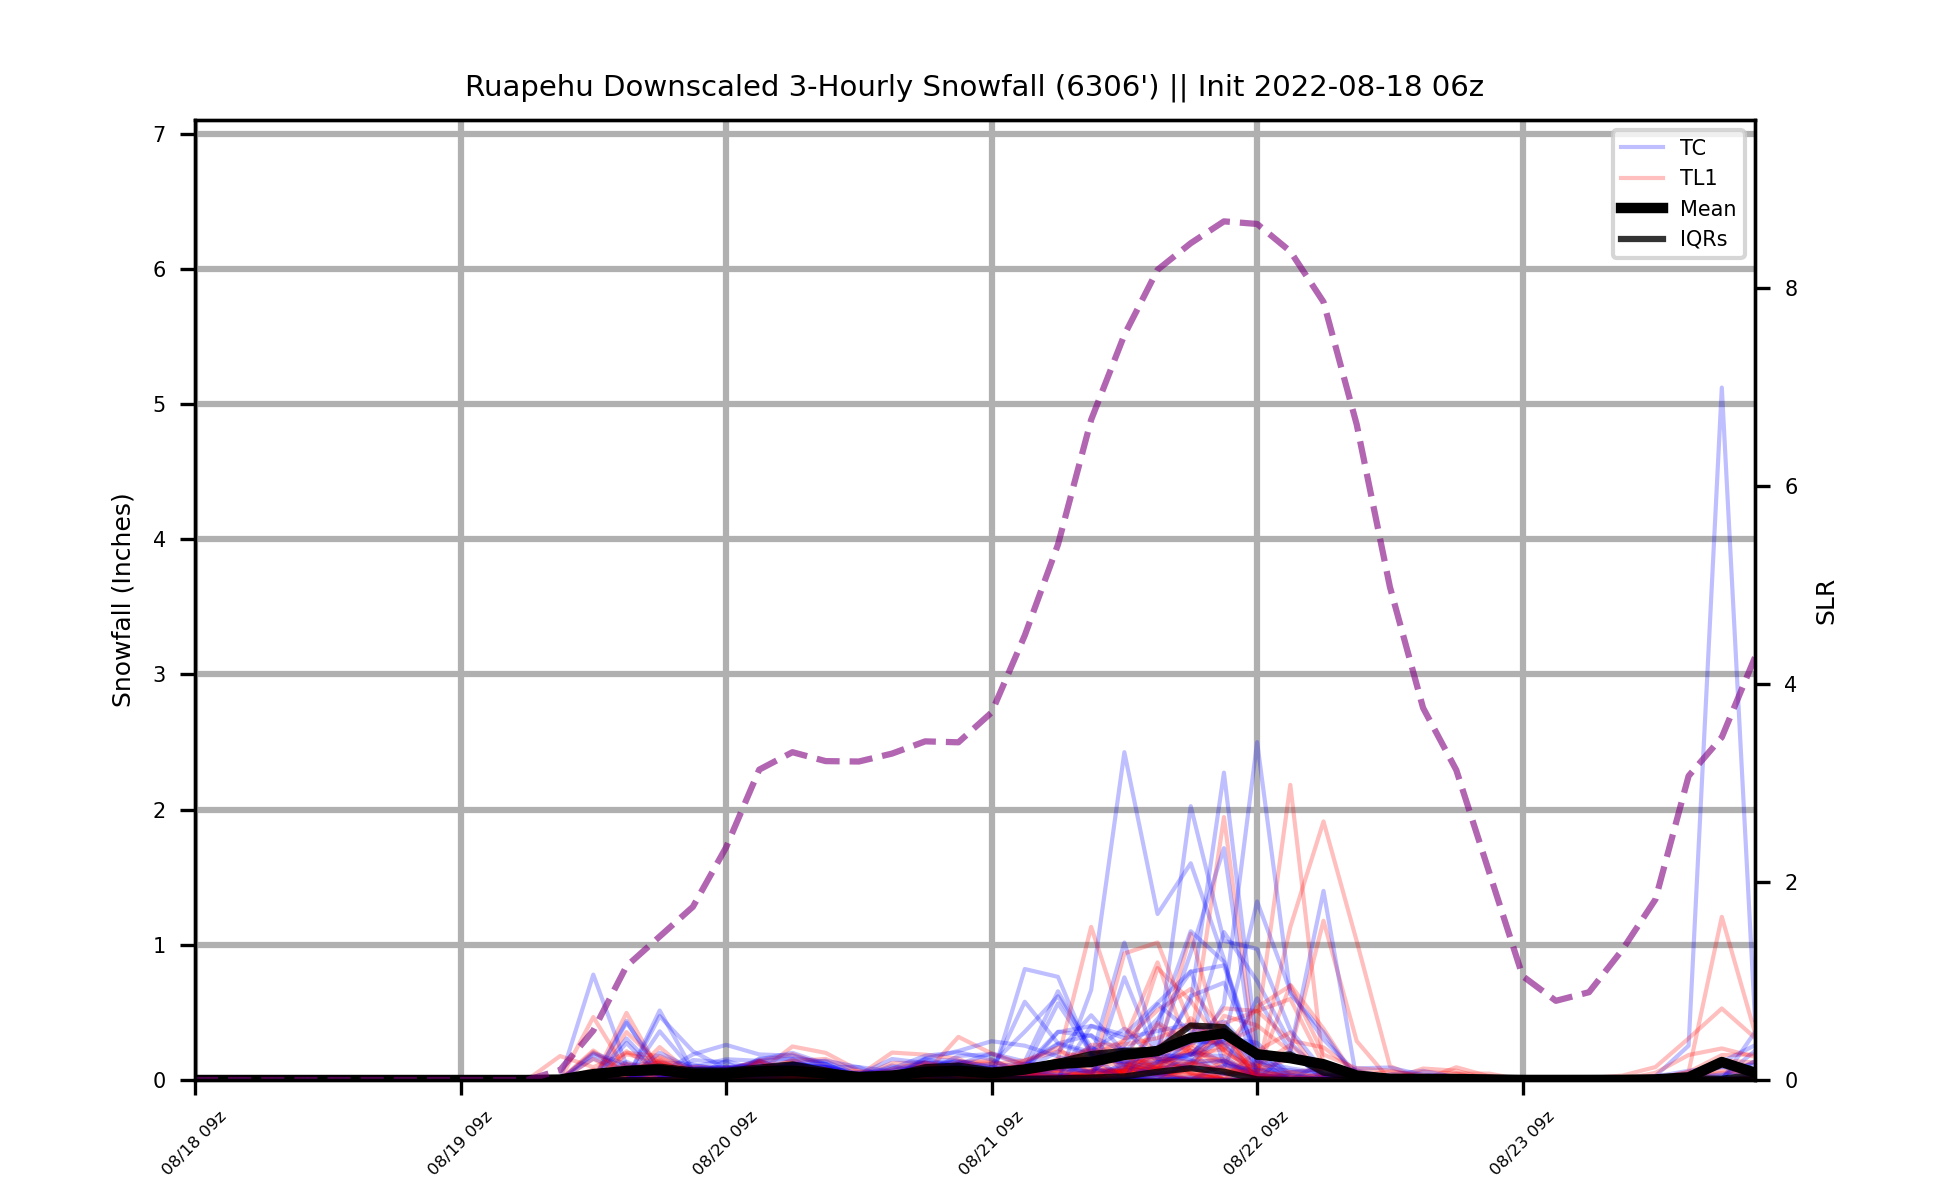 Ruapehu Downscaled 3-Hourly Snowfall (6306') || Init 2022-08-18 06z
TC
TL1
Mean
IQRs
Snowfall (Inches)
7
6
5
4
3
2
1
0
SLR
8
6
4
2
0
08/18 09z
08/19 09z
08/20 09z
08/21 09z
08/22 09z
08/23 09z